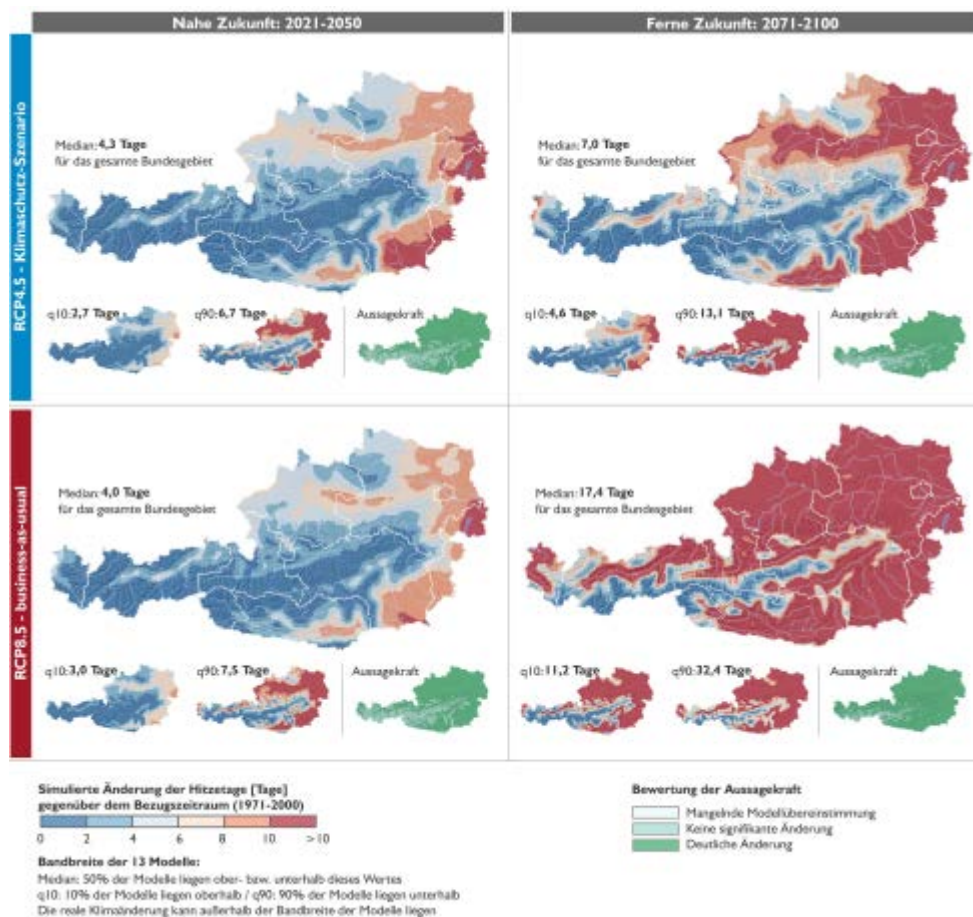 Nahe Zukunft: 2021-2050
Ferne Zukunft: 2071-2100
RCP4.5 - Klimaschutz-Szenario
Median: 4,3 Tage
für das gesamte Bundesgebiet
q10: 2,7 Tage
q90: 6,7 Tage
Aussagekraft
Median: 7,0 Tage
für das gesamte Bundesgebiet
q10: 4,6 Tage
q90: 13,1 Tage
Aussagekraft
RCP8.5 - business-as-usual
Median: 4,0 Tage
für das gesamte Bundesgebiet
q10: 3,0 Tage
q90: 7,5 Tage
Aussagekraft
Median: 17,4 Tage
für das gesamte Bundesgebiet
q10: 11,2 Tage
q90: 32,4 Tage
Aussagekraft
Simulierte Änderung der Hitzetage [Tage]
gegenüber dem Bezugszeitraum (1971-2000)
0 2 4 6 8 10 >10
Bandbreite der 13 Modelle:
Median: 50% der Modelle liegen ober- bzw. unterhalb dieses Wertes
q10: 10% der Modelle liegen oberhalb / q90: 90% der Modelle liegen unterhalb
Die reale Klimaänderung kann außerhalb der Bandbreite der Modelle liegen
Bewertung der Aussagekraft
Mangelnde Modellübereinstimmung
Keine signifikante Änderung
Deutliche Änderung